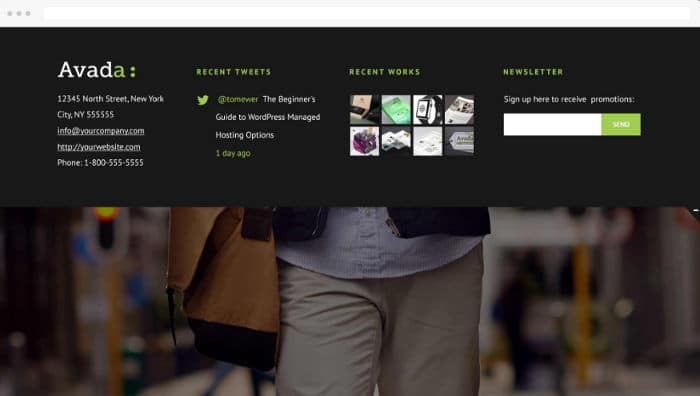 Avada:
12345 North Street, New York
City, NY 555555
info@yourcompany.com
http://yourwebsite.com
Phone: 1-800-555-5555
RECENT TWEETS
@tomewer The Beginner's
Guide to WordPress Managed
Hosting Options
1 day ago
RECENT WORKS
NEWSLETTER
Sign up here to receive promotions:
SEND